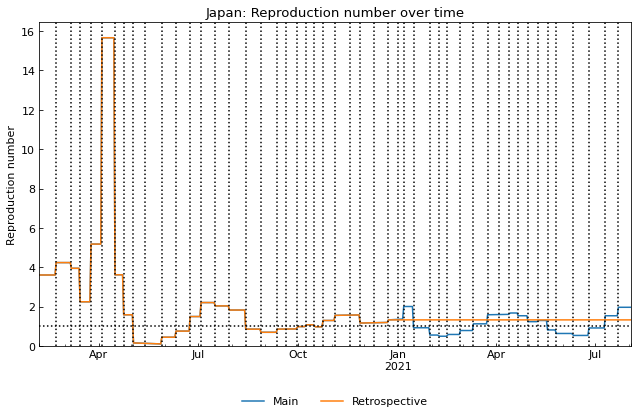 Japan: Reproduction number over time
Reproduction number
16
14
12
10
8
6
4
2
0
Apr Jul Oct Jan Apr Jul
2021
Main Retrospective